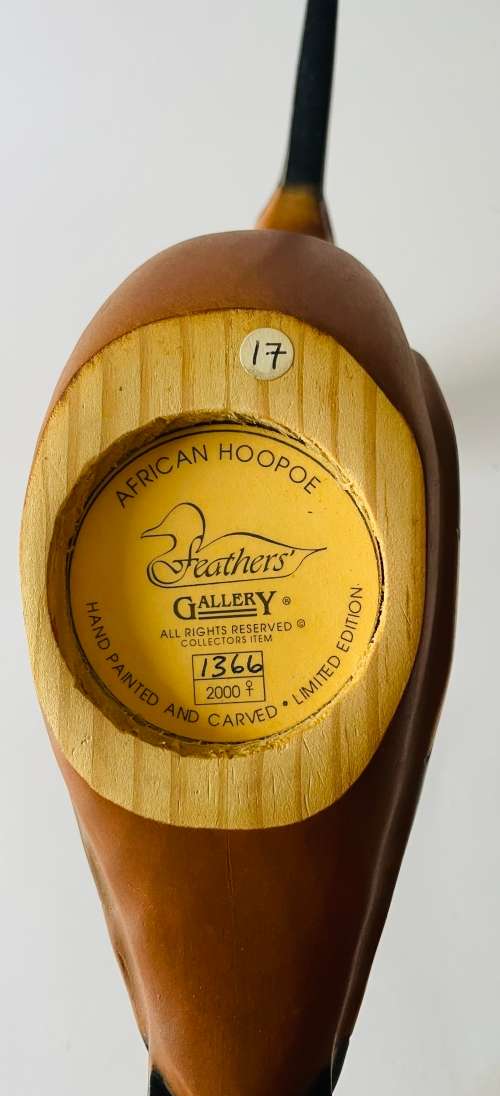 17
AFRICAN HOOPOE
Feathers'
GALLERY ®
ALL RIGHTS RESERVED ©
COLLECTORS ITEM
1366
2000 ♀
HAND PAINTED AND CARVED • LIMITED EDITION